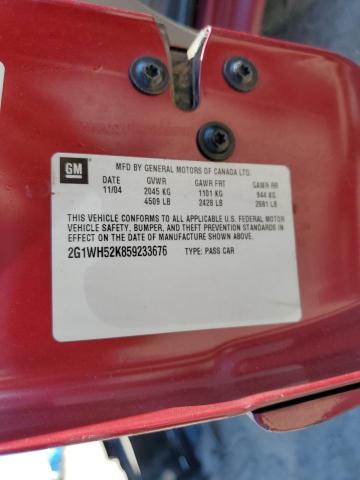 GM
MFD BY GENERAL MOTORS OF CANADA LTD.
DATE GVWR GAWR FRT GAWR RR
11/04 2045 KG 1101 KG 944 KG
4509 LB 2428 LB 2081 LB
THIS VEHICLE CONFORMS TO ALL APPLICABLE U.S. FEDERAL MOTOR
VEHICLE SAFETY, BUMPER, AND THEFT PREVENTION STANDARDS IN
EFFECT ON THE DATE OF MANUFACTURE SHOWN ABOVE.
2G1WH52K859233676 TYPE: PASS CAR